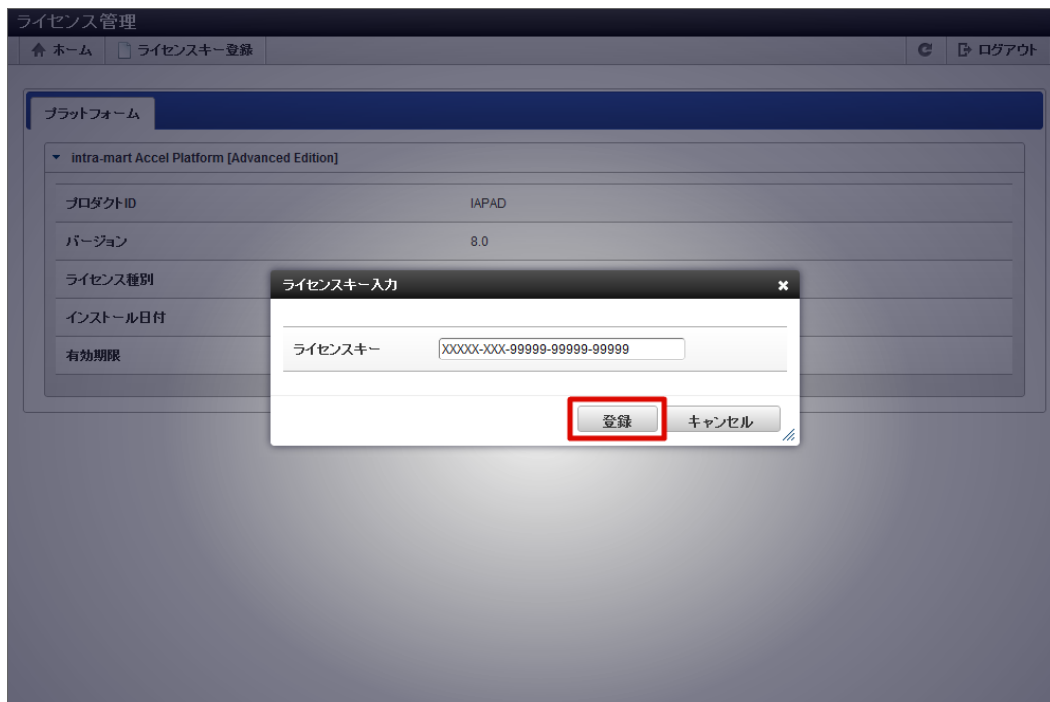 ライセンス管理
ホーム ライセンスキー登録 ログアウト
プラットフォーム
intra-mart Accel Platform [Advanced Edition]
プロダクトID IAPAD
バージョン 8.0
ライセンス種別
インストール日付
有効期限
ライセンスキー入力
ライセンスキー XXXXX-XXX-99999-99999-99999
登録 キャンセル